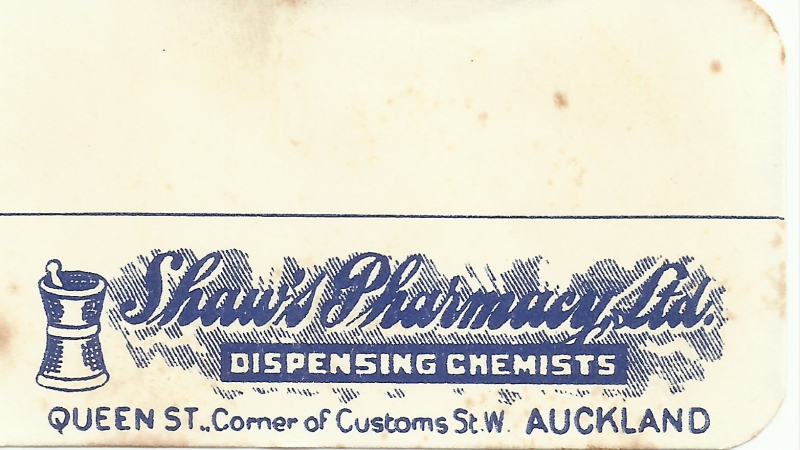 Shaw's Pharmacy, Ltd.
DISPENSING CHEMISTS
QUEEN ST., Corner of Customs St. W. AUCKLAND